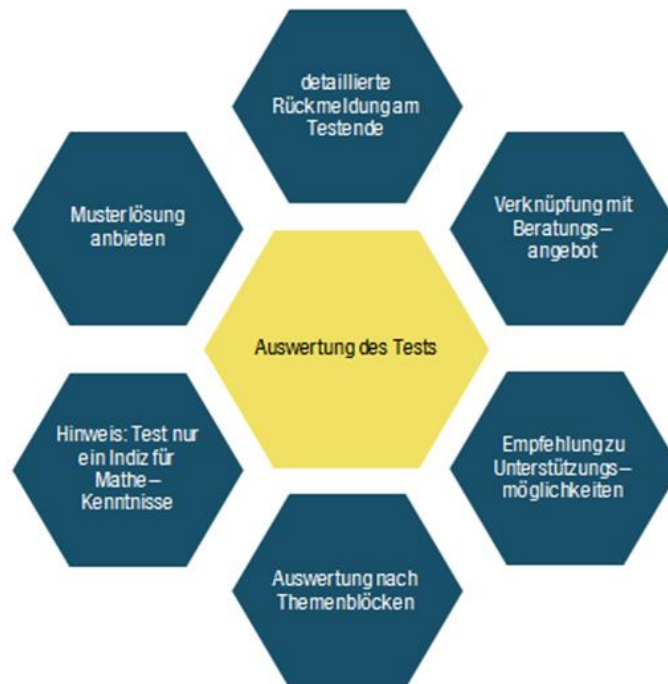 detaillierte
Rückmeldung am
Testende
Musterlösung
anbieten
Verknüpfung mit
Beratungs–
angebot
Auswertung des Tests
Hinweis: Test nur
ein Indiz für
Mathe–
Kenntnisse
Empfehlung zu
Unterstützungs–
möglichkeiten
Auswertung nach
Themenblöcken